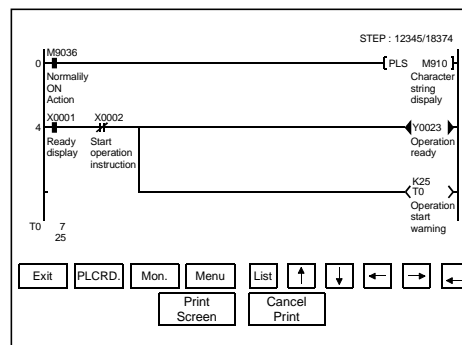 STEP : 12345/18374
M9036
0
PLS M910
Normalily
ON
Action
Character
string
dispaly
X0001 X0002
4
Y0023
Ready
display
Start
operation
instruction
Operation
ready
K25
T0
Operation
start
warning
T0 7
25
Exit PLCRD. Mon. Menu List ↑ ↓ ← → ←
Print
Screen
Cancel
Print